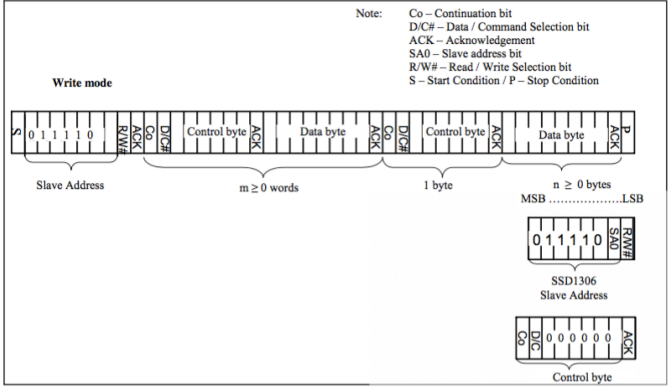 Note: Co – Continuation bit
D/C# – Data / Command Selection bit
ACK – Acknowledgement
SA0 – Slave address bit
R/W# – Read / Write Selection bit
S – Start Condition / P – Stop Condition
Write mode
S 0 1 1 1 1 0 R/W# ACK Co D/C# Control byte ACK Data byte ACK Co D/C# Control byte ACK Data byte ACK P
Slave Address m ≥ 0 words 1 byte n ≥ 0 bytes
MSB ......................LSB
0 1 1 1 1 0 SA0 R/W#
SSD1306
Slave Address
Co D/C 0 0 0 0 0 0 ACK
Control byte